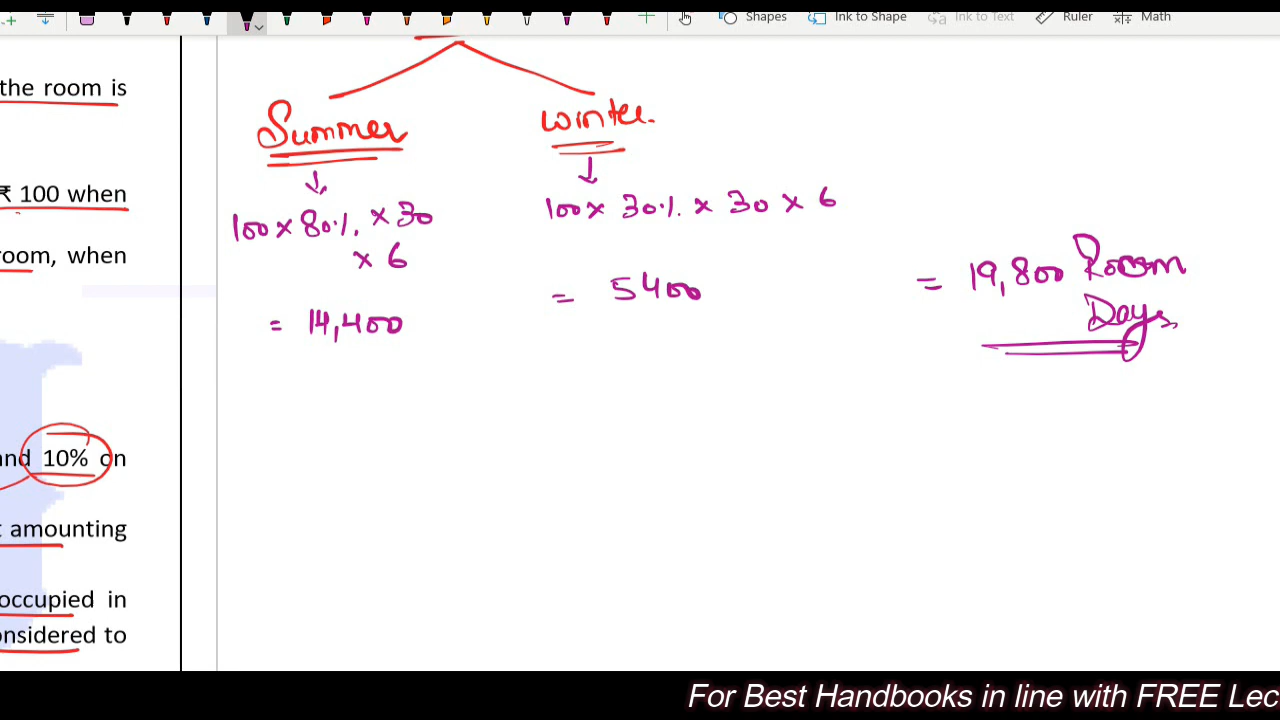 Shapes
Ink to Shape
Ink to Text
Ruler
Math
the room is
₹ 100 when
room, when
and 10% on
t amounting
occupied in
onsidered to
Summer
Winter.
100 x 80% x 30
x 6
= 14,400
100 x 30% x 30 x 6
= 5400
= 19,800 Room
Days
For Best Handbooks in line with FREE Lec